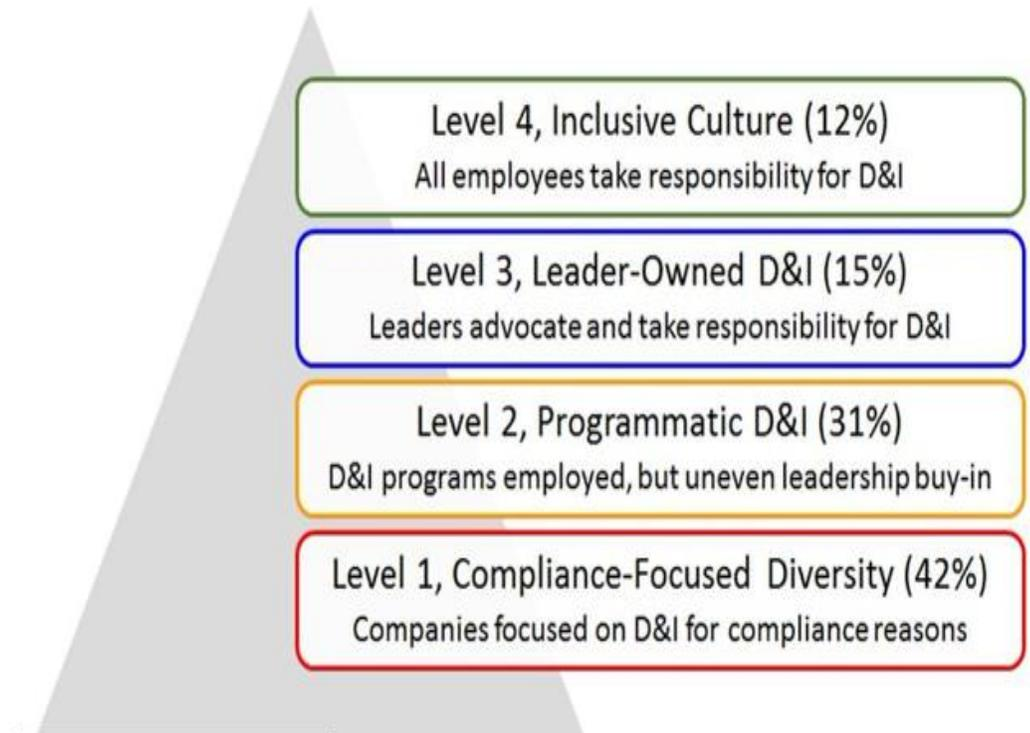 Level 4, Inclusive Culture (12%)
All employees take responsibility for D&I
Level 3, Leader-Owned D&I (15%)
Leaders advocate and take responsibility for D&I
Level 2, Programmatic D&I (31%)
D&I programs employed, but uneven leadership buy-in
Level 1, Compliance-Focused Diversity (42%)
Companies focused on D&I for compliance reasons